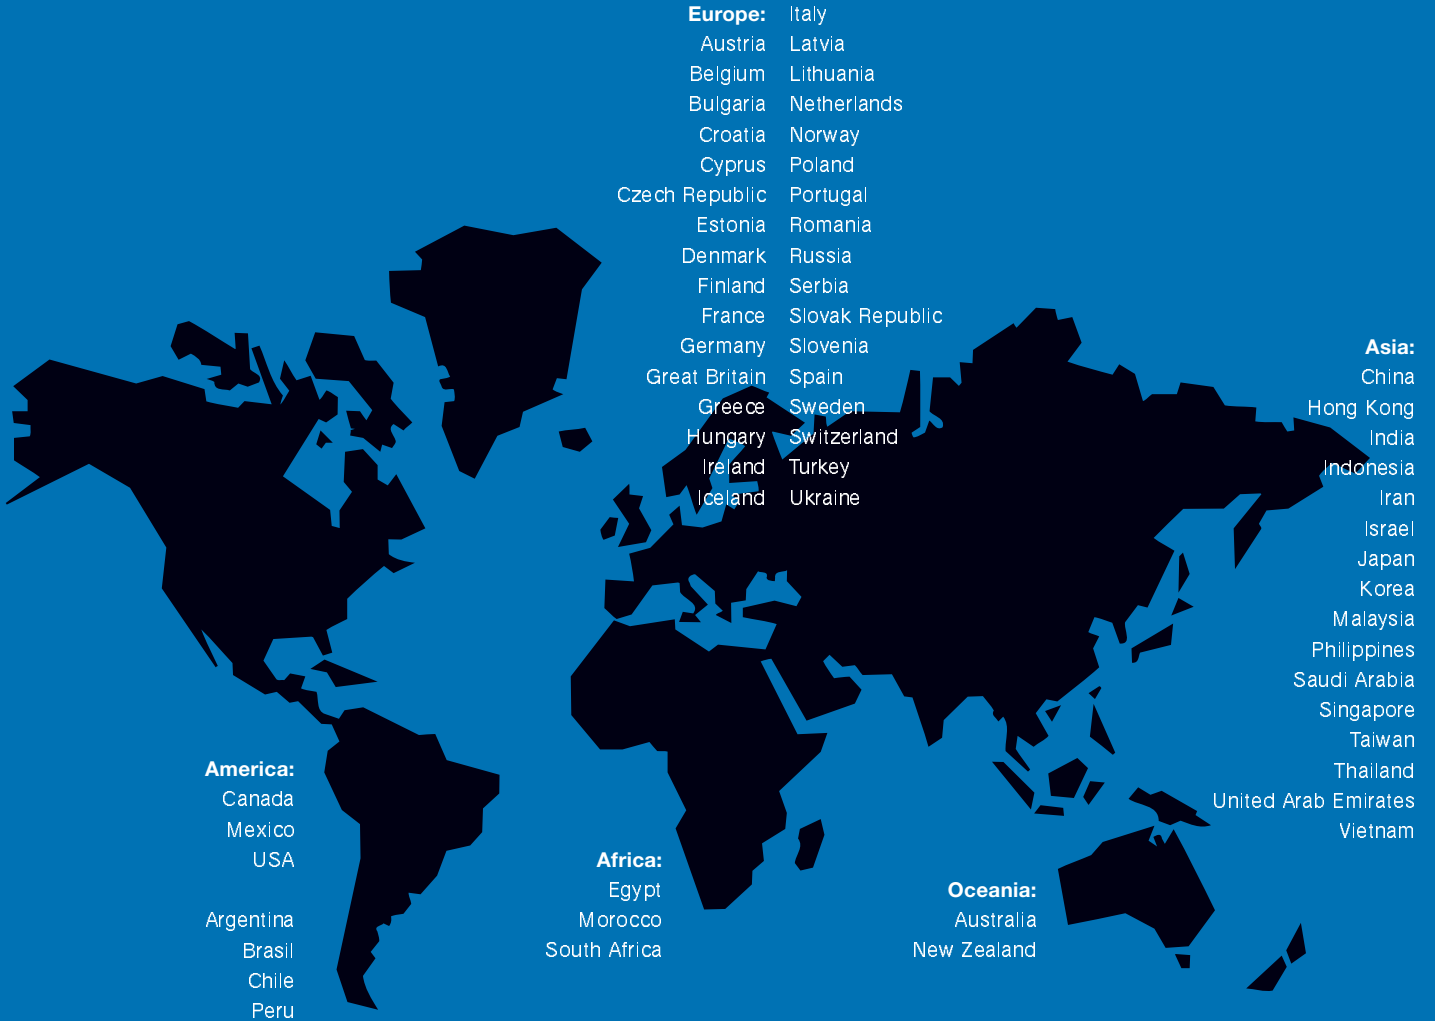 Europe:
Austria
Belgium
Bulgaria
Croatia
Cyprus
Czech Republic
Estonia
Denmark
Finland
France
Germany
Great Britain
Greece
Hungary
Ireland
Iceland
Italy
Latvia
Lithuania
Netherlands
Norway
Poland
Portugal
Romania
Russia
Serbia
Slovak Republic
Slovenia
Spain
Sweden
Switzerland
Turkey
Ukraine
Asia:
China
Hong Kong
India
Indonesia
Iran
Israel
Japan
Korea
Malaysia
Philippines
Saudi Arabia
Singapore
Taiwan
Thailand
United Arab Emirates
Vietnam
America:
Canada
Mexico
USA
Argentina
Brasil
Chile
Peru
Africa:
Egypt
Morocco
South Africa
Oceania:
Australia
New Zealand